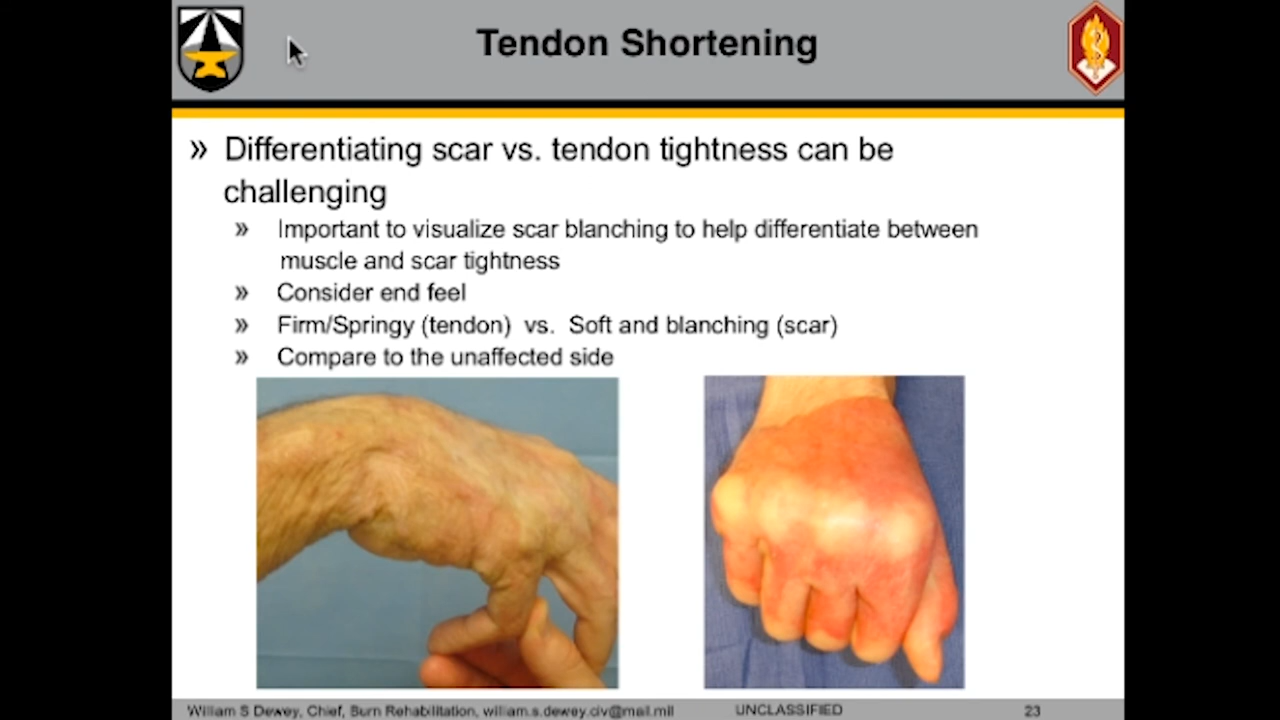 Tendon Shortening
» Differentiating scar vs. tendon tightness can be
challenging
» Important to visualize scar blanching to help differentiate between
muscle and scar tightness
» Consider end feel
» Firm/Springy (tendon) vs. Soft and blanching (scar)
» Compare to the unaffected side
William S Dewey, Chief, Burn Rehabilitation, william.s.dewey.civ@mail.mil UNCLASSIFIED 23